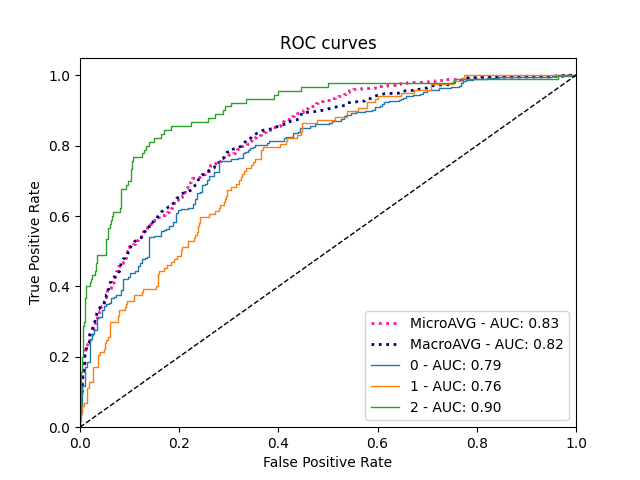 ROC curves
True Positive Rate
1.0
0.8
0.6
0.4
0.2
0.0
MicroAVG - AUC: 0.83
MacroAVG - AUC: 0.82
0 - AUC: 0.79
1 - AUC: 0.76
2 - AUC: 0.90
0.0 0.2 0.4 0.6 0.8 1.0
False Positive Rate